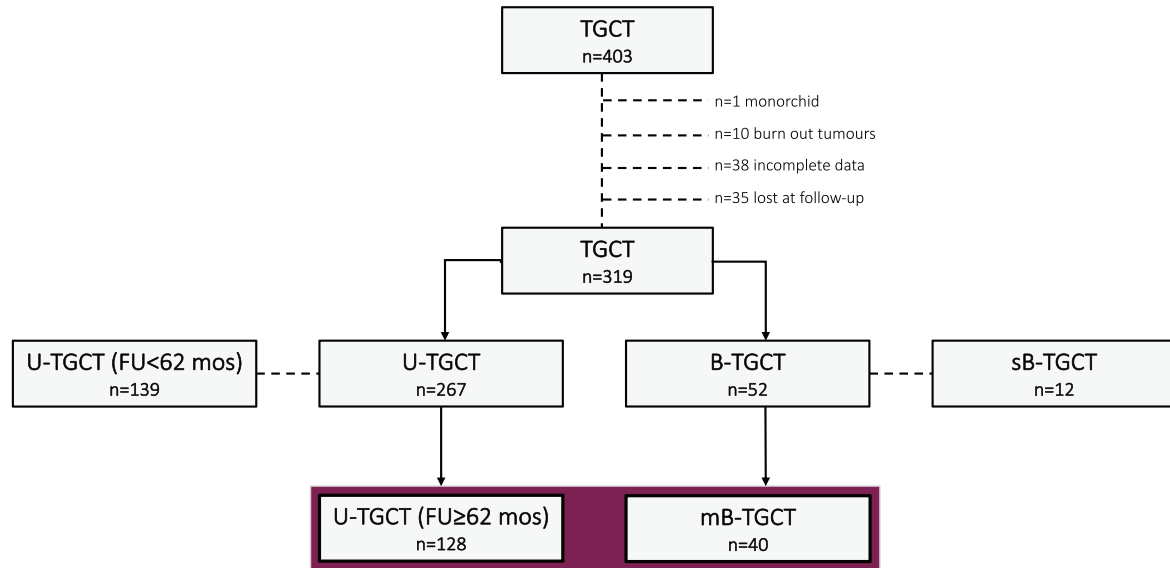 TGCT
n=403
n=1 monorchid
n=10 burn out tumours
n=38 incomplete data
n=35 lost at follow-up
TGCT
n=319
U-TGCT (FU<62 mos)
n=139
U-TGCT
n=267
B-TGCT
n=52
sB-TGCT
n=12
U-TGCT (FU≥62 mos)
n=128
mB-TGCT
n=40